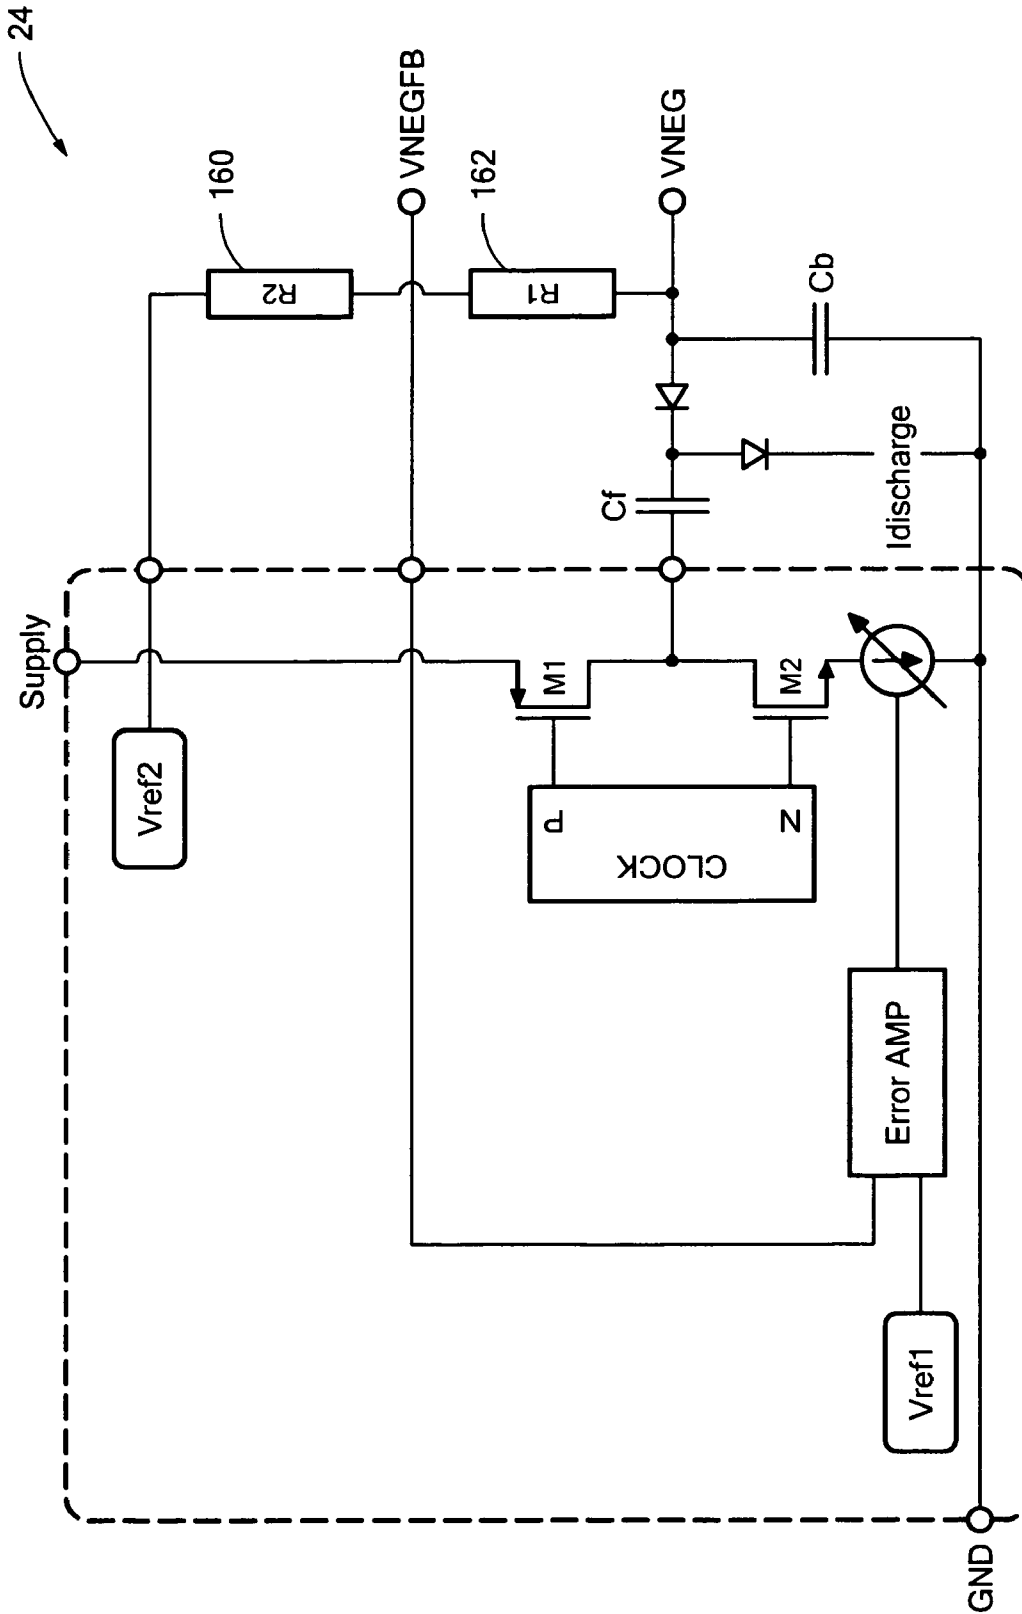 24
Supply
Vref2
R2
160
VNEGFB
R1
162
VNEG
Cf
Cb
Idischarge
M1
M2
P
CLOCK
N
Error AMP
Vref1
GND